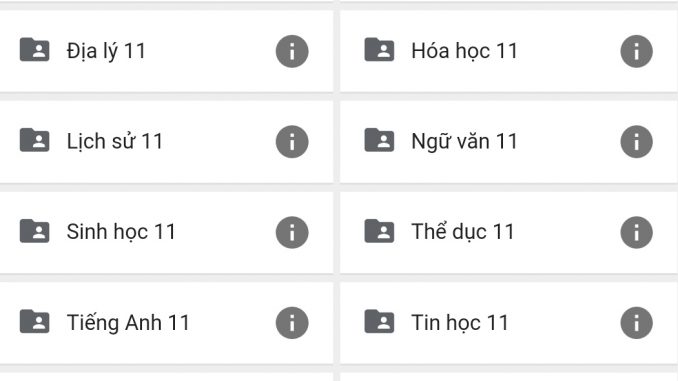 Địa lý 11
Hóa học 11
Lịch sử 11
Ngữ văn 11
Sinh học 11
Thể dục 11
Tiếng Anh 11
Tin học 11